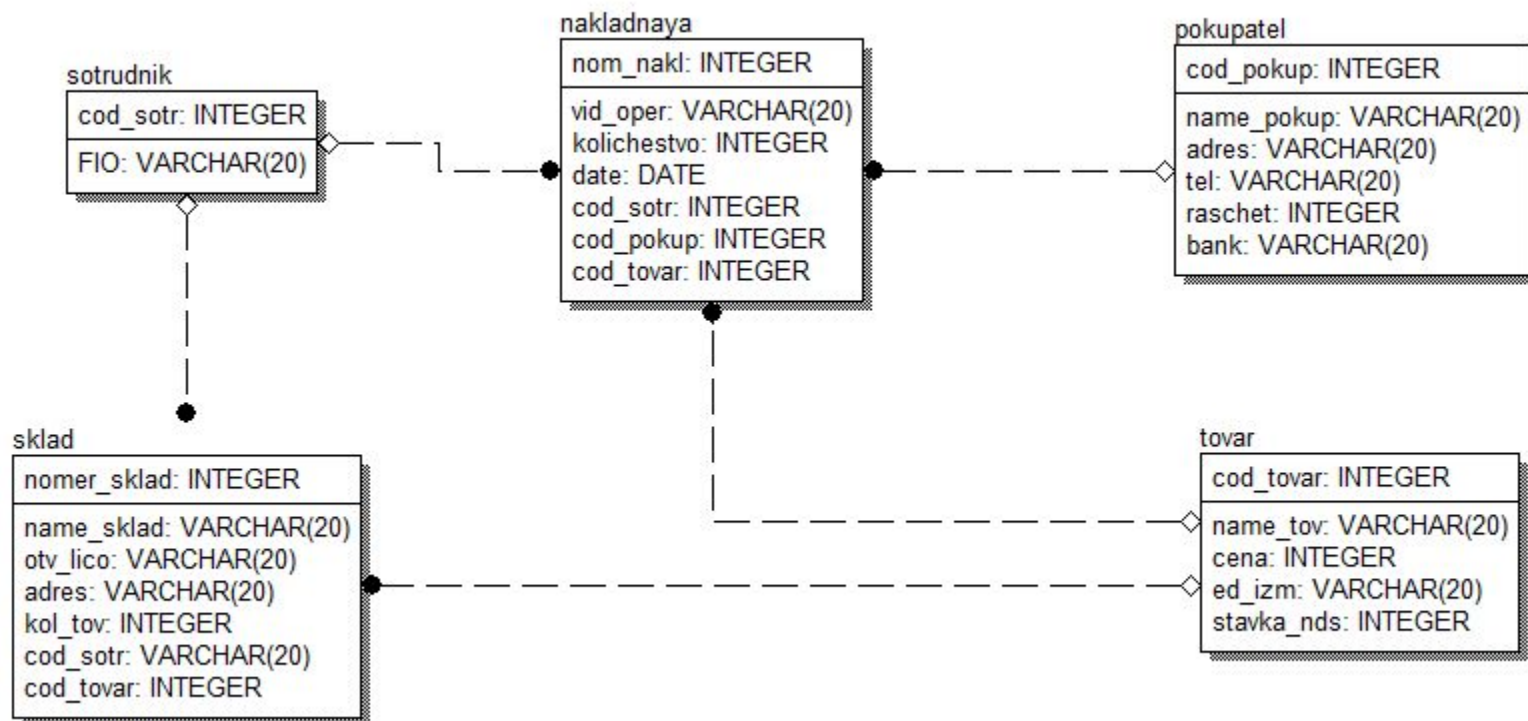 sotrudnik
cod_sotr: INTEGER
FIO: VARCHAR(20)
nakladnaya
nom_nakl: INTEGER
vid_oper: VARCHAR(20)
kolichestvo: INTEGER
date: DATE
cod_sotr: INTEGER
cod_pokup: INTEGER
cod_tovar: INTEGER
pokupatel
cod_pokup: INTEGER
name_pokup: VARCHAR(20)
adres: VARCHAR(20)
tel: VARCHAR(20)
raschet: INTEGER
bank: VARCHAR(20)
sklad
nomer_sklad: INTEGER
name_sklad: VARCHAR(20)
otv_lico: VARCHAR(20)
adres: VARCHAR(20)
kol_tov: INTEGER
cod_sotr: VARCHAR(20)
cod_tovar: INTEGER
tovar
cod_tovar: INTEGER
name_tov: VARCHAR(20)
cena: INTEGER
ed_izm: VARCHAR(20)
stavka_nds: INTEGER